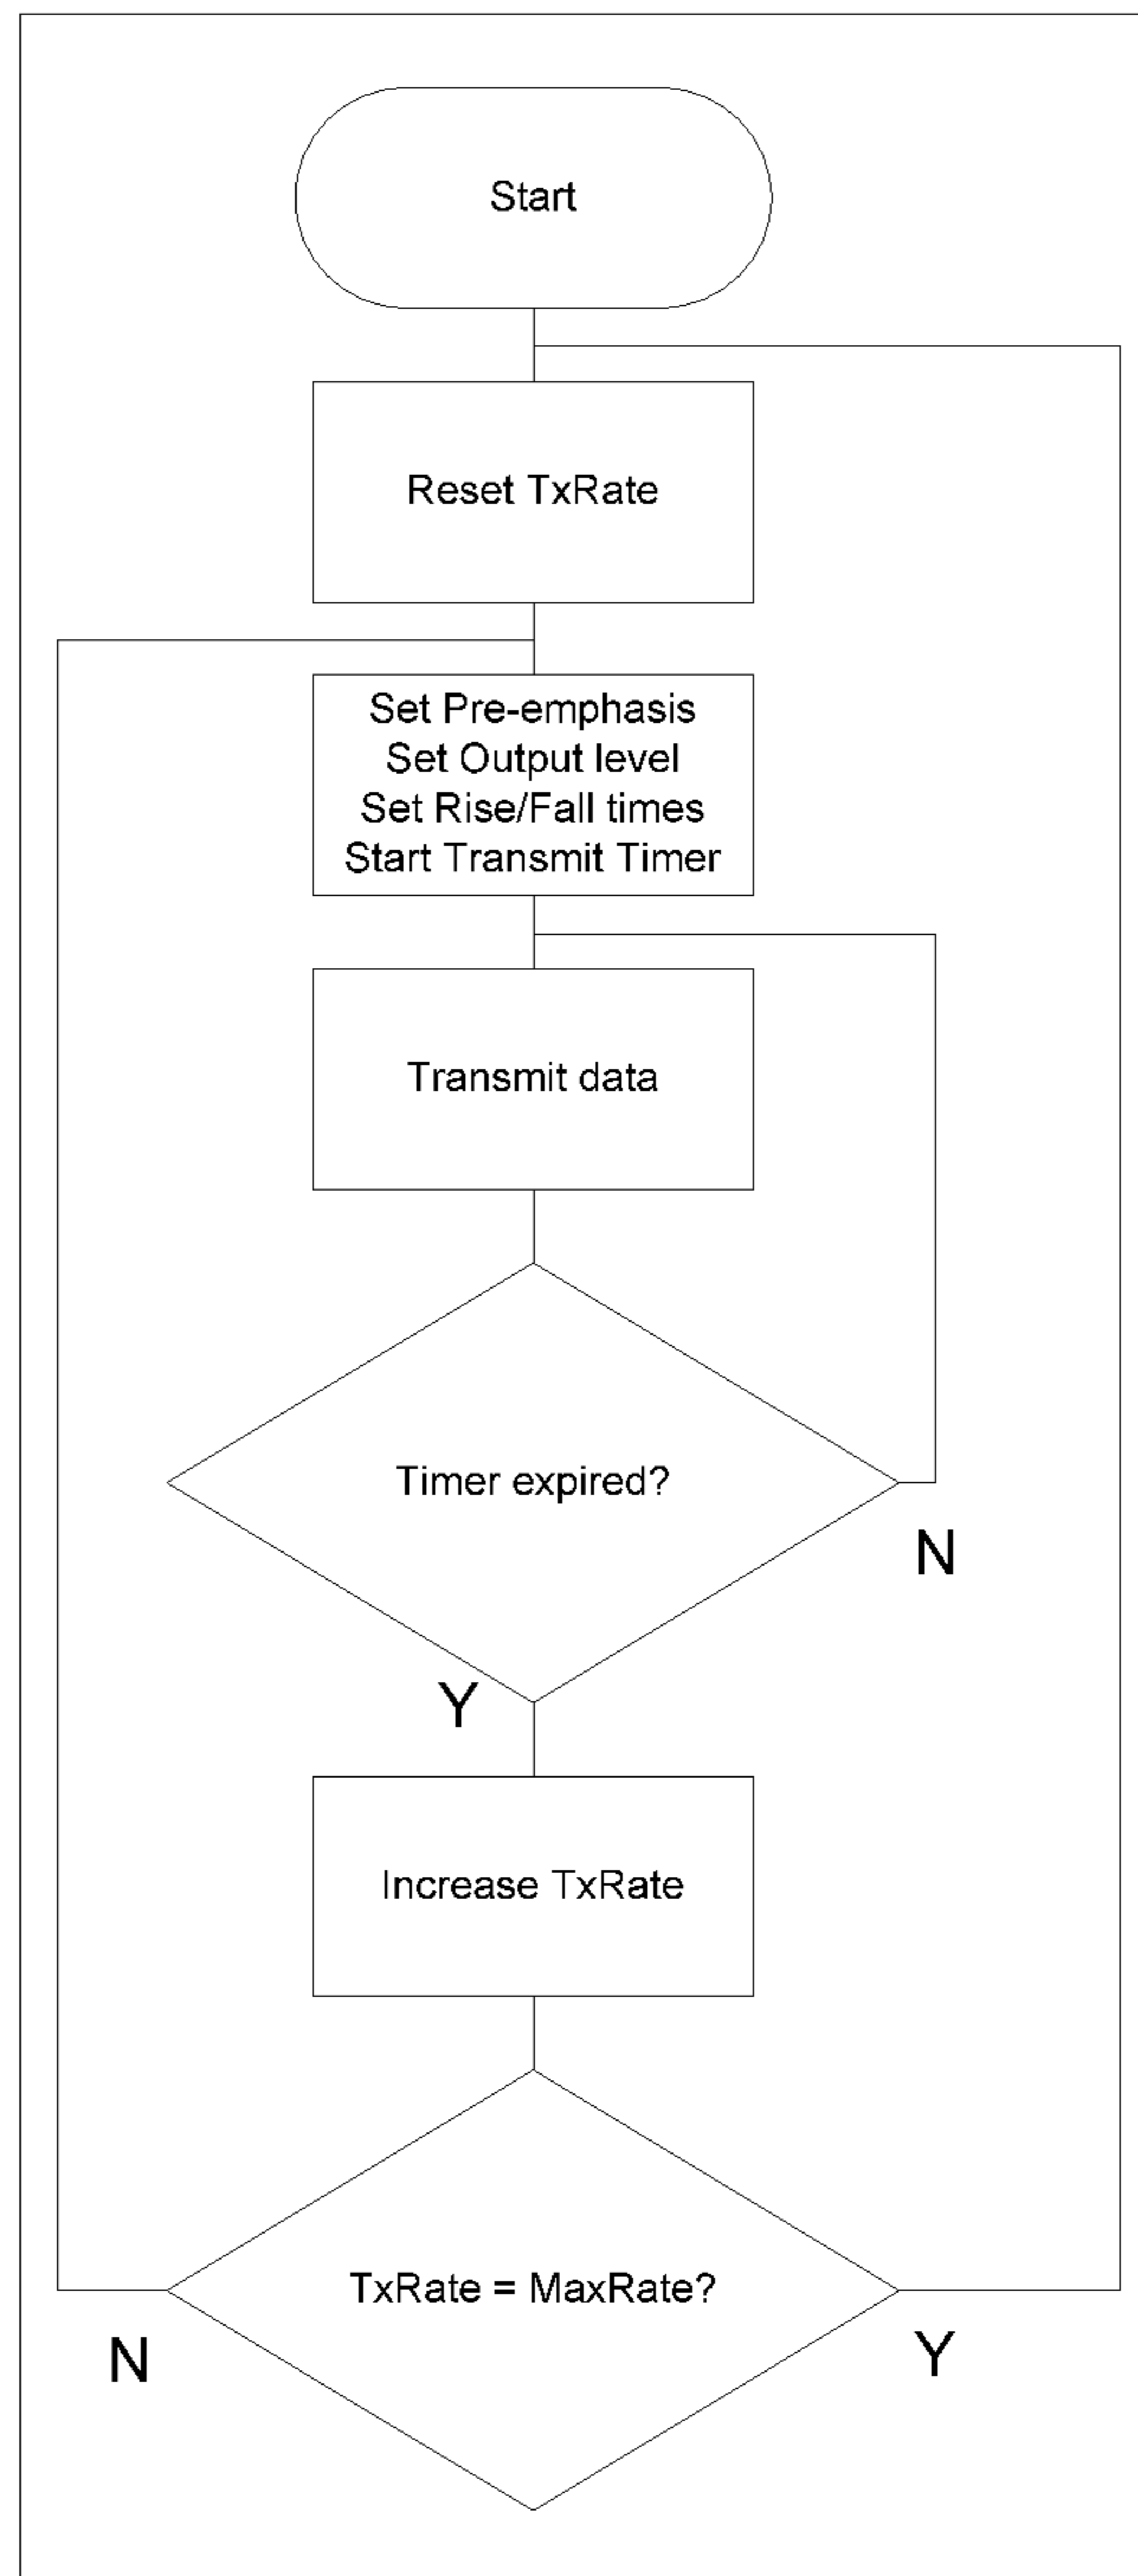 Start
Reset TxRate
Set Pre-emphasis
Set Output level
Set Rise/Fall times
Start Transmit Timer
Transmit data
Timer expired?
N
Y
Increase TxRate
TxRate = MaxRate?
N
Y